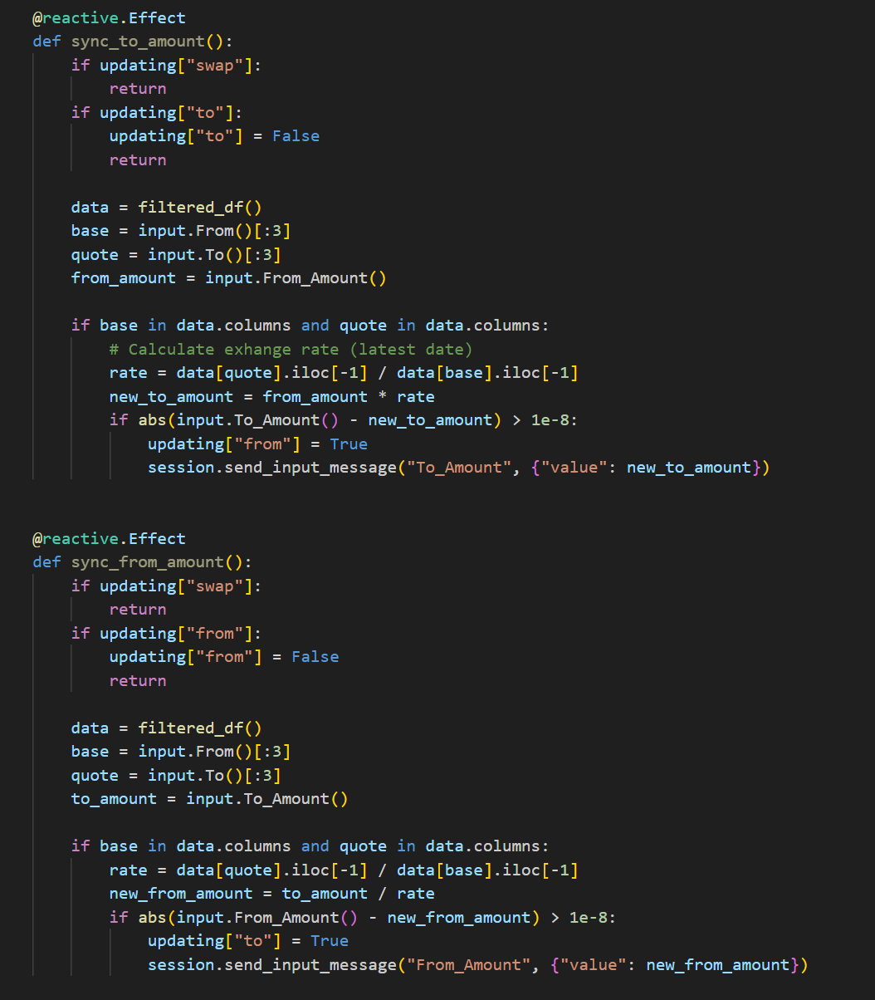 @reactive.Effect
def sync_to_amount():
    if updating["swap"]:
        return
    if updating["to"]:
        updating["to"] = False
        return

    data = filtered_df()
    base = input.From()[:3]
    quote = input.To()[:3]
    from_amount = input.From_Amount()

    if base in data.columns and quote in data.columns:
        # Calculate exhange rate (latest date)
        rate = data[quote].iloc[-1] / data[base].iloc[-1]
        new_to_amount = from_amount * rate
        if abs(input.To_Amount() - new_to_amount) > 1e-8:
            updating["from"] = True
            session.send_input_message("To_Amount", {"value": new_to_amount})


@reactive.Effect
def sync_from_amount():
    if updating["swap"]:
        return
    if updating["from"]:
        updating["from"] = False
        return

    data = filtered_df()
    base = input.From()[:3]
    quote = input.To()[:3]
    to_amount = input.To_Amount()

    if base in data.columns and quote in data.columns:
        rate = data[quote].iloc[-1] / data[base].iloc[-1]
        new_from_amount = to_amount / rate
        if abs(input.From_Amount() - new_from_amount) > 1e-8:
            updating["to"] = True
            session.send_input_message("From_Amount", {"value": new_from_amount})